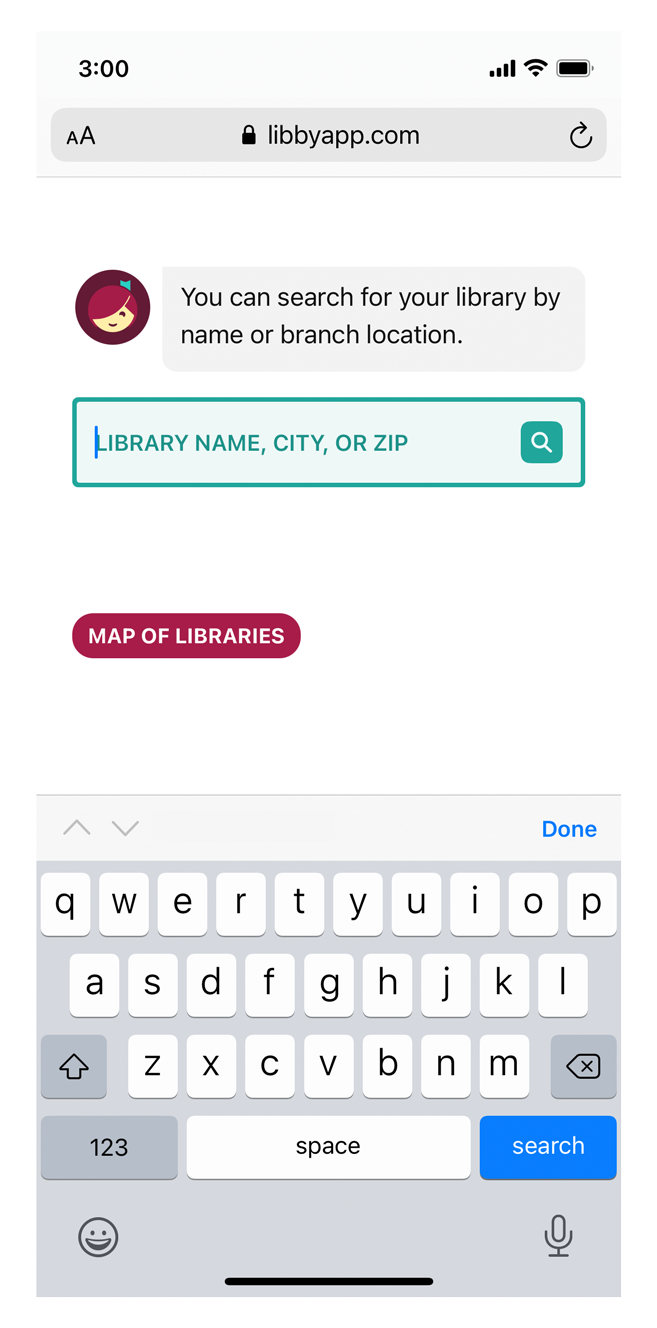 3:00
AA libbyapp.com
You can search for your library by
name or branch location.
LIBRARY NAME, CITY, OR ZIP
MAP OF LIBRARIES
Done
q w e r t y u i o p
a s d f g h j k l
z x c v b n m
123 space search